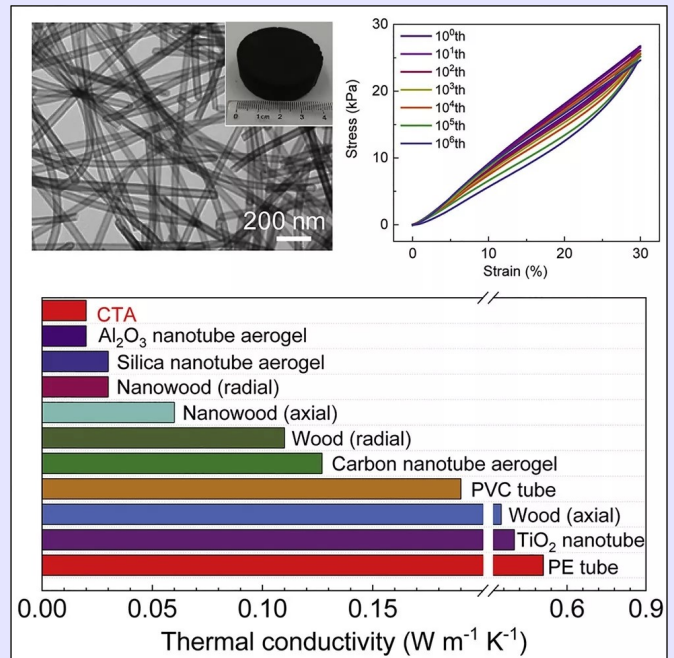 200 nm
0 1cm 2 3 4
30
20
10
0
Stress (kPa)
10⁰th
10¹th
10²th
10³th
10⁴th
10⁵th
10⁶th
0 10 20 30
Strain (%)
CTA
Al₂O₃ nanotube aerogel
Silica nanotube aerogel
Nanowood (radial)
Nanowood (axial)
Wood (radial)
Carbon nanotube aerogel
PVC tube
Wood (axial)
TiO₂ nanotube
PE tube
0.00 0.05 0.10 0.15 0.6 0.9
Thermal conductivity (W m⁻¹ K⁻¹)